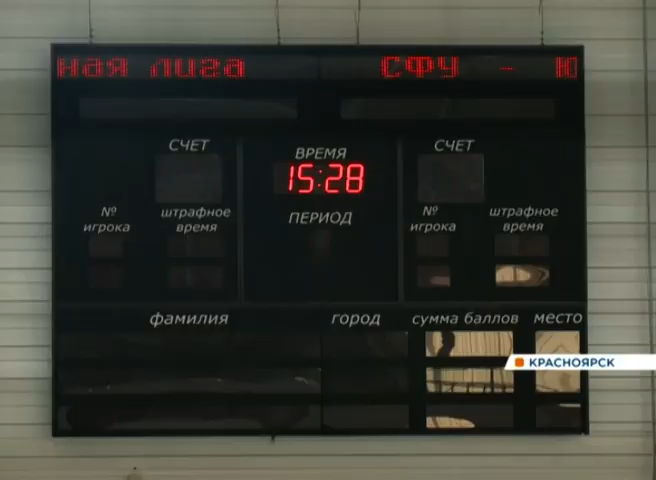 ная лига СФУ - Ю
СЧЕТ ВРЕМЯ СЧЕТ
15:28
№ игрока штрафное время ПЕРИОД № игрока штрафное время
фамилия город сумма баллов место
КРАСНОЯРСК